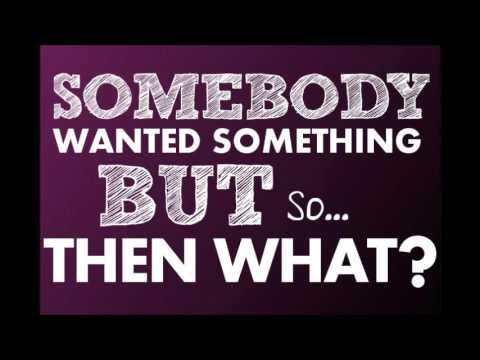 SOMEBODY
WANTED SOMETHING
BUT So...
THEN WHAT?